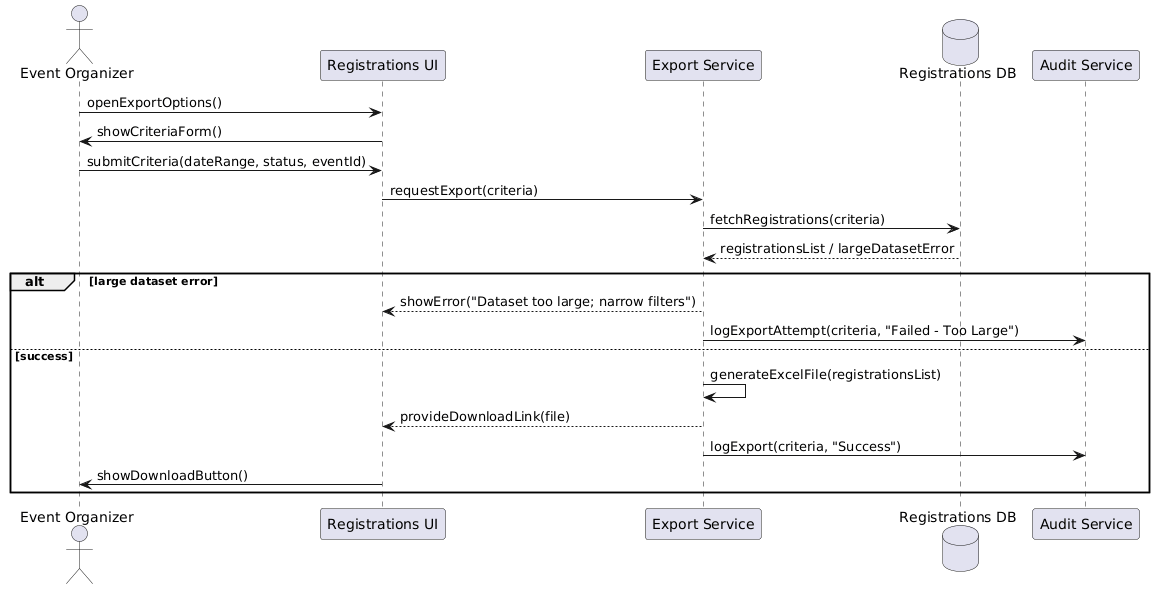 Event Organizer
Registrations UI
Export Service
Registrations DB
Audit Service
openExportOptions()
showCriteriaForm()
submitCriteria(dateRange, status, eventId)
requestExport(criteria)
fetchRegistrations(criteria)
registrationsList / largeDatasetError
alt [large dataset error]
showError("Dataset too large; narrow filters")
logExportAttempt(criteria, "Failed - Too Large")
[success]
generateExcelFile(registrationsList)
provideDownloadLink(file)
logExport(criteria, "Success")
showDownloadButton()
Event Organizer
Registrations UI
Export Service
Registrations DB
Audit Service